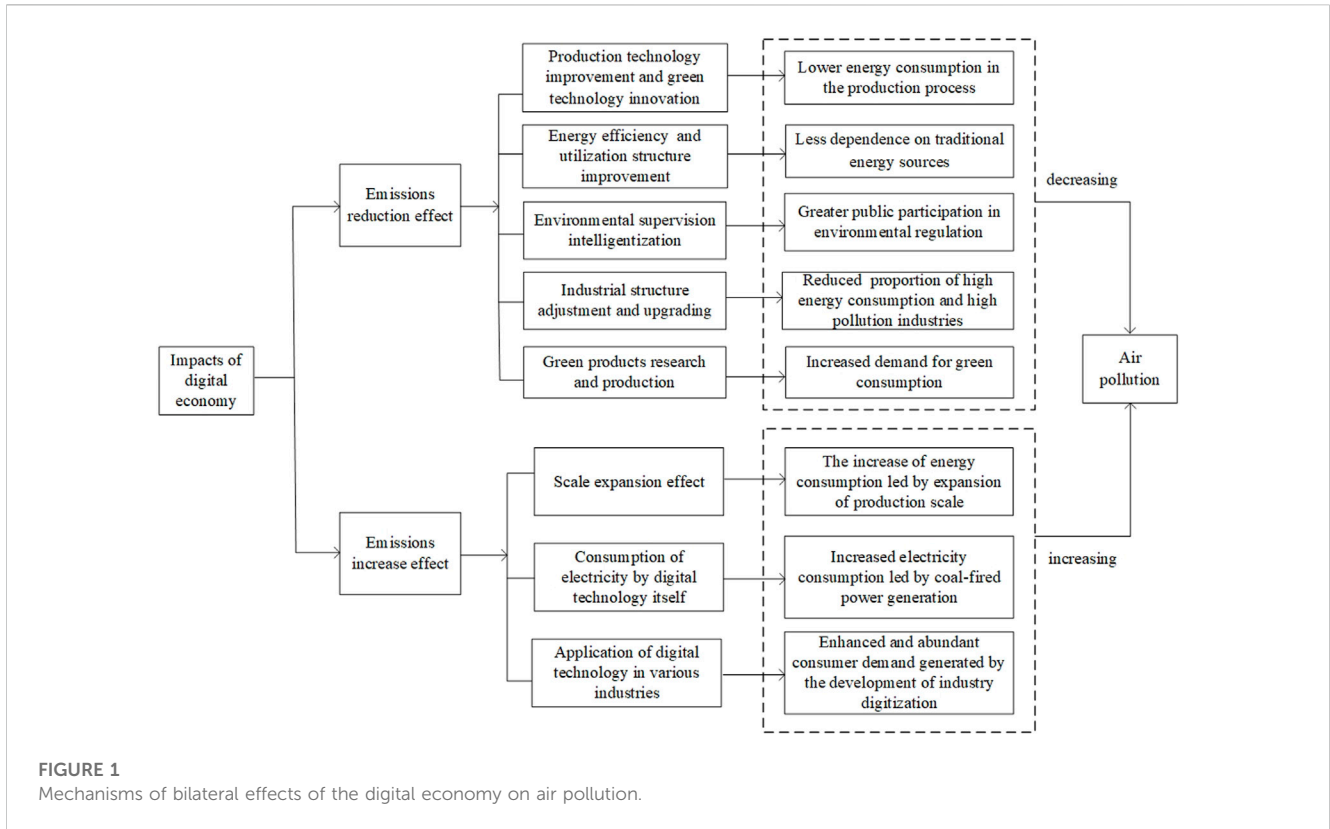 Production technology
improvement and green
technology innovation
Lower energy consumption in
the production process
Energy efficiency and
utilization structure
improvement
Less dependence on traditional
energy sources
decreasing
Emissions
reduction effect
Environmental supervision
intelligentization
Greater public participation in
environmental regulation
Industrial structure
adjustment and upgrading
Reduced proportion of high
energy consumption and high
pollution industries
Impacts of
digital
economy
Green products research
and production
Increased demand for green
consumption
Air
pollution
Scale expansion effect
The increase of energy
consumption led by expansion
of production scale
Emissions
increase effect
Consumption of
electricity by digital
technology itself
Increased electricity
consumption led by coal-fired
power generation
increasing
Application of digital
technology in various
industries
Enhanced and abundant
consumer demand generated by
the development of industry
digitization
FIGURE 1
Mechanisms of bilateral effects of the digital economy on air pollution.